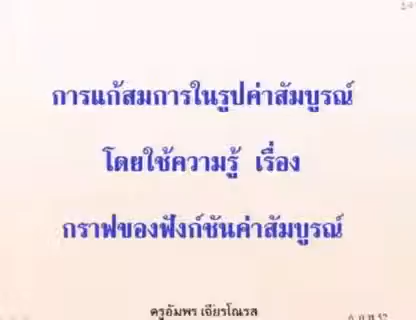 การแก้สมการในรูปค่าสัมบูรณ์
โดยใช้ความรู้ เรื่อง
กราฟของฟังก์ชันค่าสัมบูรณ์
ครูอัมพร เจียรโณรส